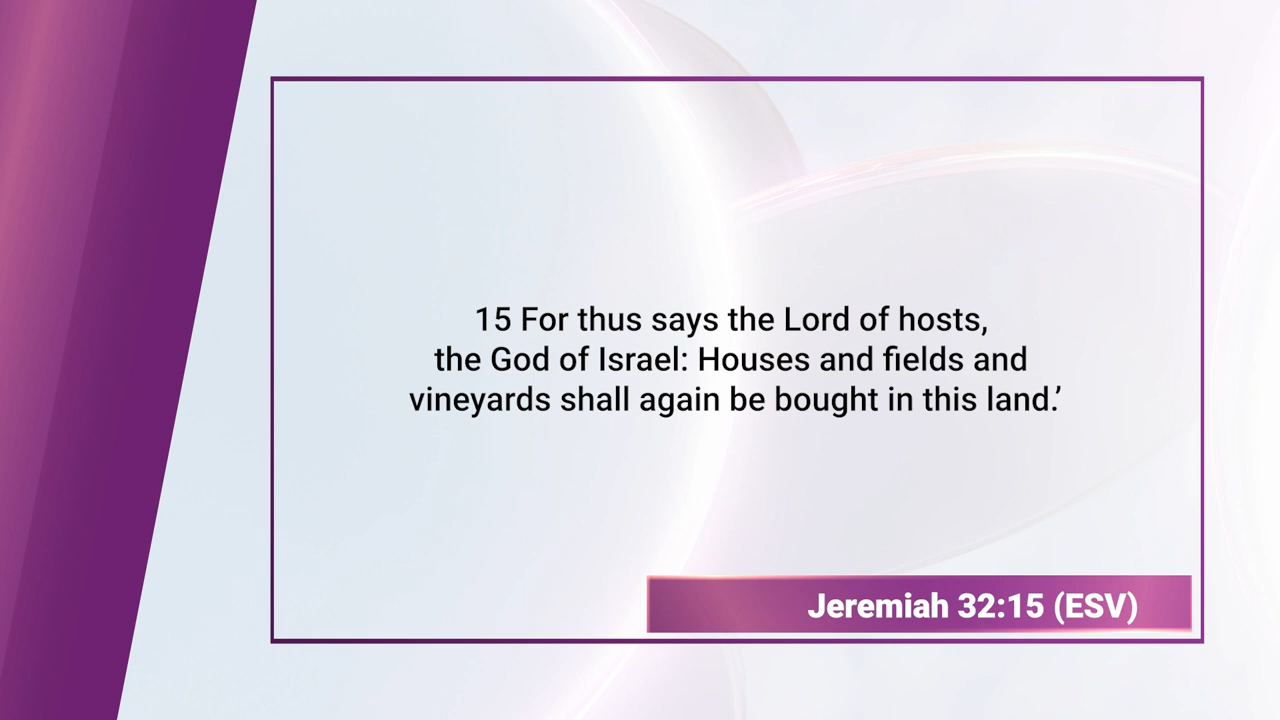 15 For thus says the Lord of hosts,
the God of Israel: Houses and fields and
vineyards shall again be bought in this land.’
Jeremiah 32:15 (ESV)